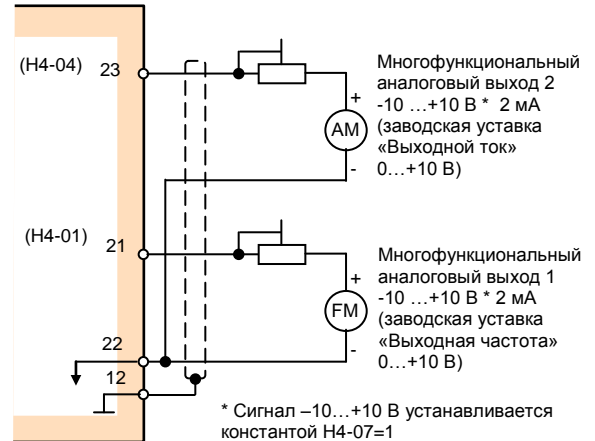 (H4-04) 23
Многофункциональный
аналоговый выход 2
-10 …+10 В * 2 мА
(заводская уставка
«Выходной ток»
0…+10 В)
+
AM
-
(H4-01) 21
Многофункциональный
аналоговый выход 1
-10 …+10 В * 2 мА
(заводская уставка
«Выходная частота»
0…+10 В)
+
FM
-
22
12
* Сигнал –10…+10 В устанавливается
константой H4-07=1